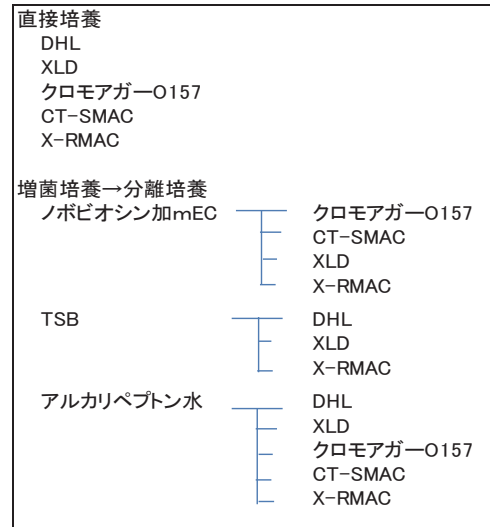 直接培養
DHL
XLD
クロモアガーO157
CT-SMAC
X-RMAC
増菌培養→分離培養
ノボビオシン加mEC クロモアガーO157
CT-SMAC
XLD
X-RMAC
TSB DHL
XLD
X-RMAC
アルカリペプトン水 DHL
XLD
クロモアガーO157
CT-SMAC
X-RMAC